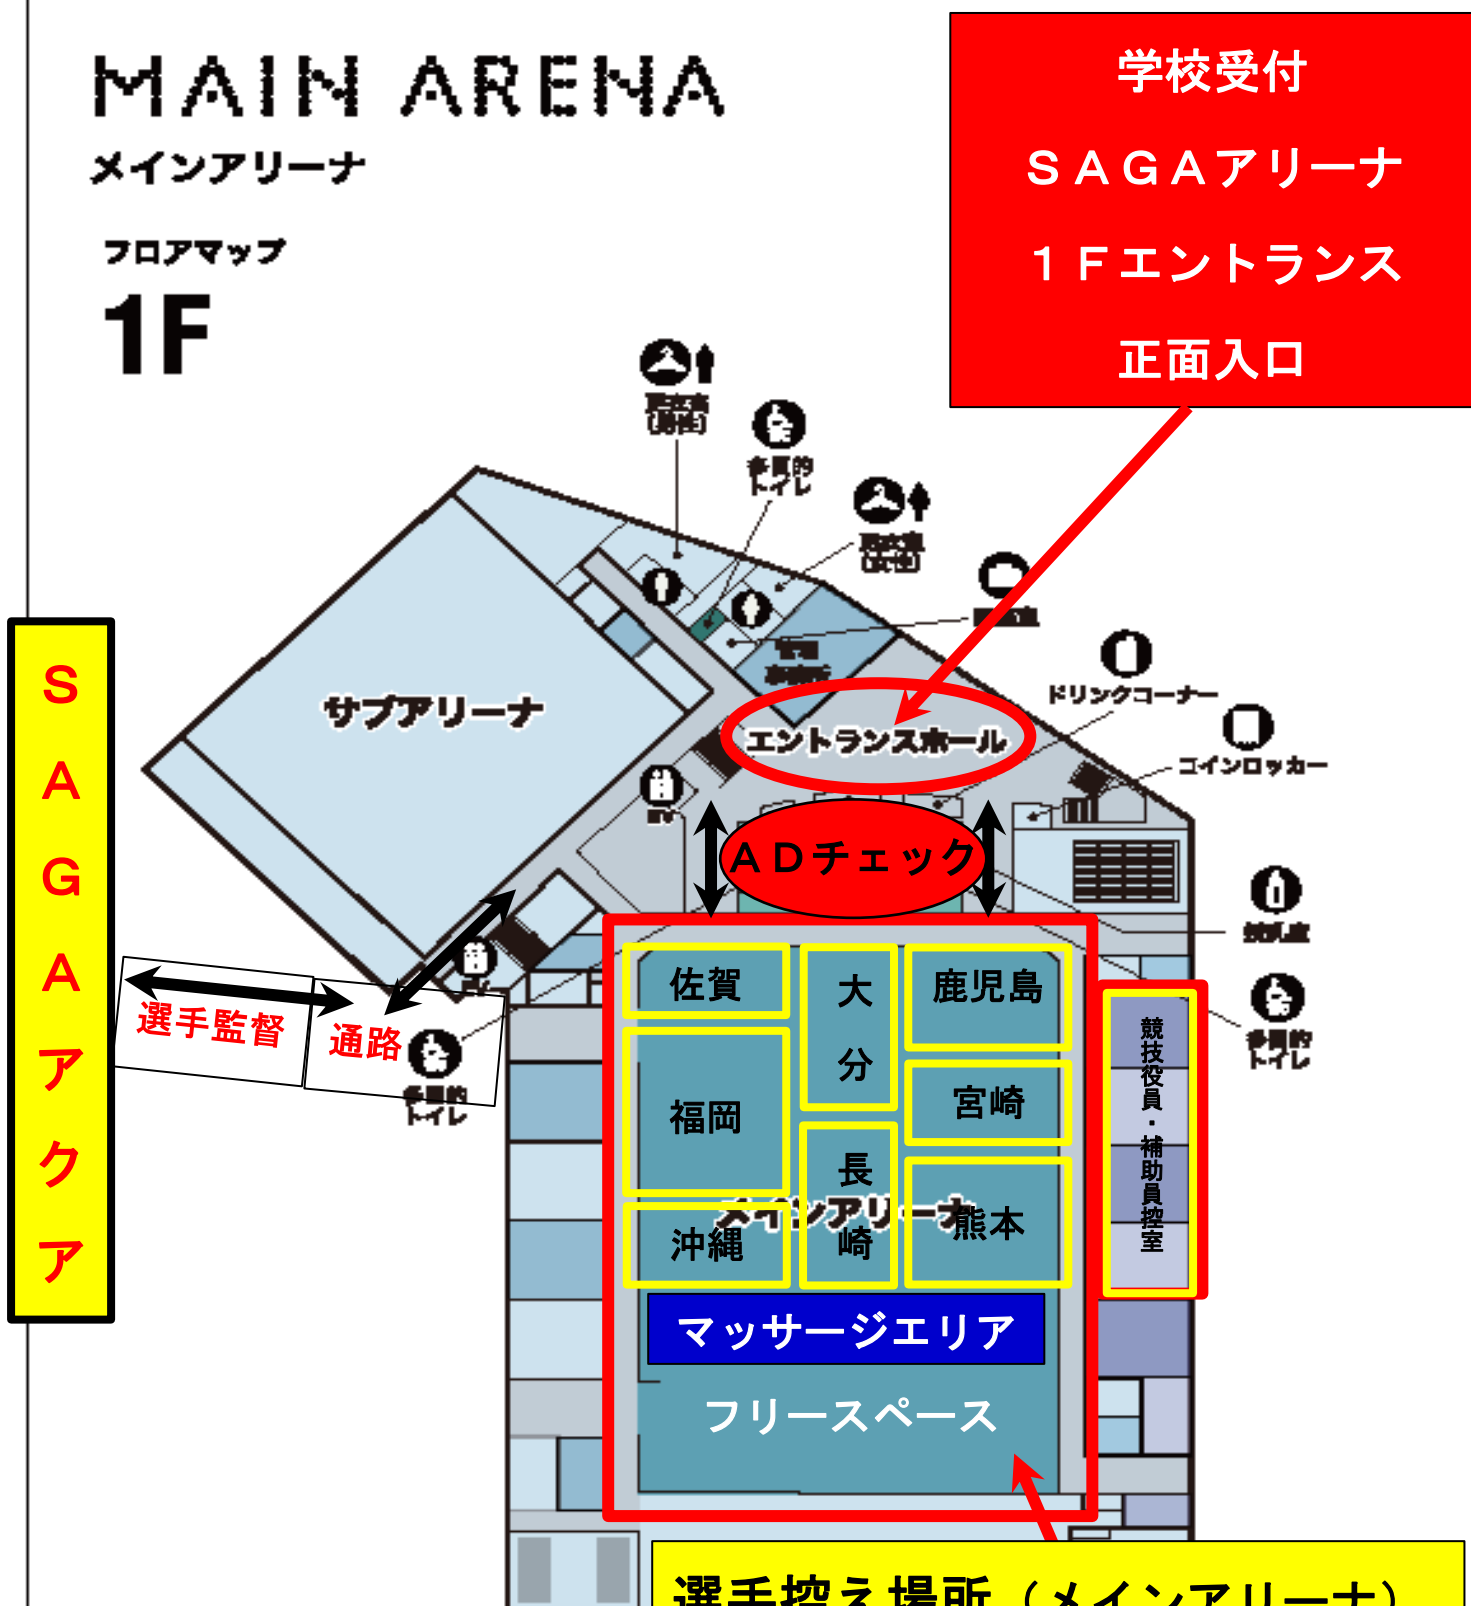 MAIN ARENA
メインアリーナ
フロアマップ
1F
学校受付
ＳＡＧＡアリーナ
１Ｆエントランス
正面入口
多目的
トイレ
サブアリーナ
エントランスホール
ドリンクコーナー
コインロッカー
ＡＤチェック
ＳＡＧＡアクア
選手監督
通路
多目的
トイレ
多目的
トイレ
佐賀
大分
鹿児島
福岡
宮崎
長崎
沖縄
熊本
メインアリーナ
競技役員・補助員控室
マッサージエリア
フリースペース
選手控え場所（メインアリーナ）